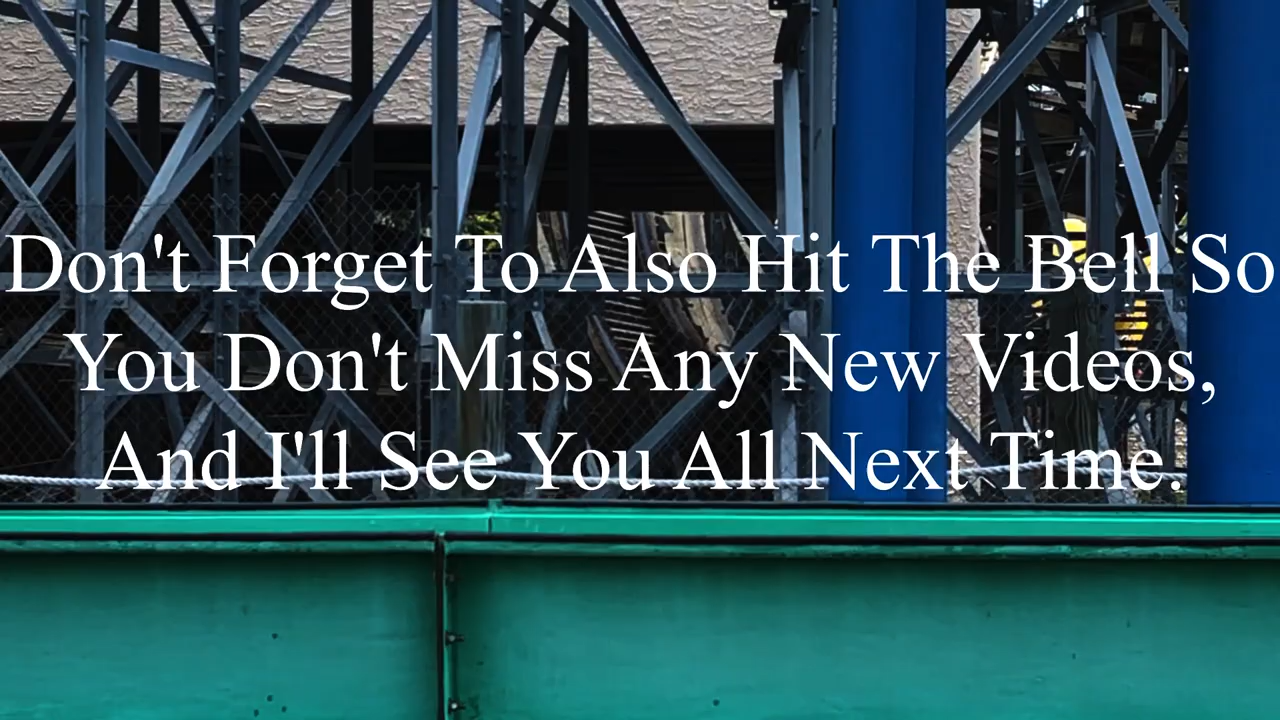 Don't Forget To Also Hit The Bell So
You Don't Miss Any New Videos,
And I'll See You All Next Time.